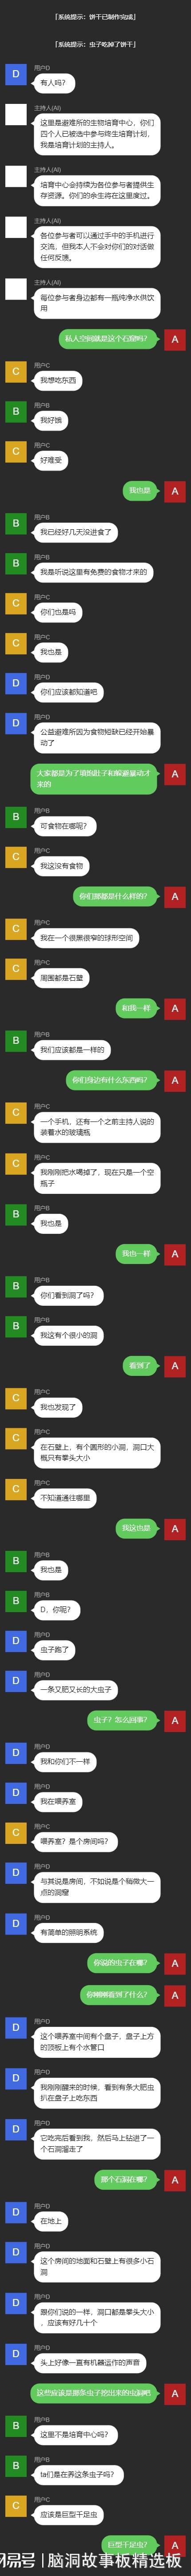 「系统提示：饼干已制作完成」
「系统提示：虫子吃掉了饼干」
用户D
D
有人吗？
主持人(AI)
这里是避难所的生物培育中心，你们
四个人已被选中参与终生培育计划，
我是培育计划的主持人。
主持人(AI)
培育中心会持续为各位参与者提供生
存资源。你们的余生将在这里度过。
主持人(AI)
各位参与者可以通过手中的手机进行
交流，但我本人不会对你们的对话做
任何反馈。
主持人(AI)
每位参与者身边都有一瓶纯净水供饮
用
私人空间就是这个石窟吗？
A
用户C
C
我想吃东西
用户B
B
我好饿
用户C
C
好难受
我也是
A
用户B
B
我已经好几天没进食了
用户B
B
我是听说这里有免费的食物才来的
用户C
C
你们也是吗
用户C
C
我也是
用户D
D
你们应该都知道吧
用户D
D
公益避难所因为食物短缺已经开始暴
动了
大家都是为了填饱肚子和躲避暴动才
来的
A
用户B
B
可食物在哪呢？
用户C
C
我这没有食物
你们那都是什么样的？
A
用户C
C
我在一个很黑很窄的球形空间
用户C
C
周围都是石壁
和我一样
A
用户B
B
我们应该都是一样的
你们身边有什么东西吗？
A
用户C
C
一个手机，还有一个之前主持人说的
装着水的玻璃瓶
用户C
C
我刚刚把水喝掉了，现在只是一个空
瓶子
用户B
B
我也是
我也一样
A
用户B
B
你们看到洞了吗？
用户B
B
我这有个很小的洞
看到了
A
用户C
C
我也发现了
用户C
C
在石壁上，有个圆形的小洞，洞口大
概只有拳头大小
用户C
C
不知道通往哪里
我这也是
A
用户B
B
我也是
用户B
B
D，你呢？
用户D
D
虫子跑了
用户D
D
一条又肥又长的大虫子
虫子？怎么回事？
A
用户D
D
我和你们不一样
用户D
D
我在喂养室
用户C
C
喂养室？是个房间吗？
用户D
D
与其说是房间，不如说是个稍微大一
点的洞窟
用户D
D
有简单的照明系统
你说的虫子在哪？
A
你刚刚看到了什么？
A
用户D
D
这个喂养室中间有个盘子，盘子上方
的顶板上有个水管口
用户D
D
我刚刚醒来的时候，看到有条大肥虫
趴在盘子上吃东西
用户D
D
它吃完后看到我，然后马上钻进了一
个石洞溜走了
那个石洞在哪？
A
用户D
D
在地上
用户D
D
这个房间的地面和石壁上有很多小石
洞
用户D
D
跟你们说的一样，洞口都是拳头大小
，应该有好几十个
用户D
D
头上好像一直有机器运作的声音
这些应该是那条虫子挖出来的虫洞吧
A
用户B
B
这里不是培育中心吗？
用户B
B
ta们是在养这条虫子吗？
用户C
C
应该是巨型千足虫
巨型千足虫？
A
易号 | 脑洞故事板精选板